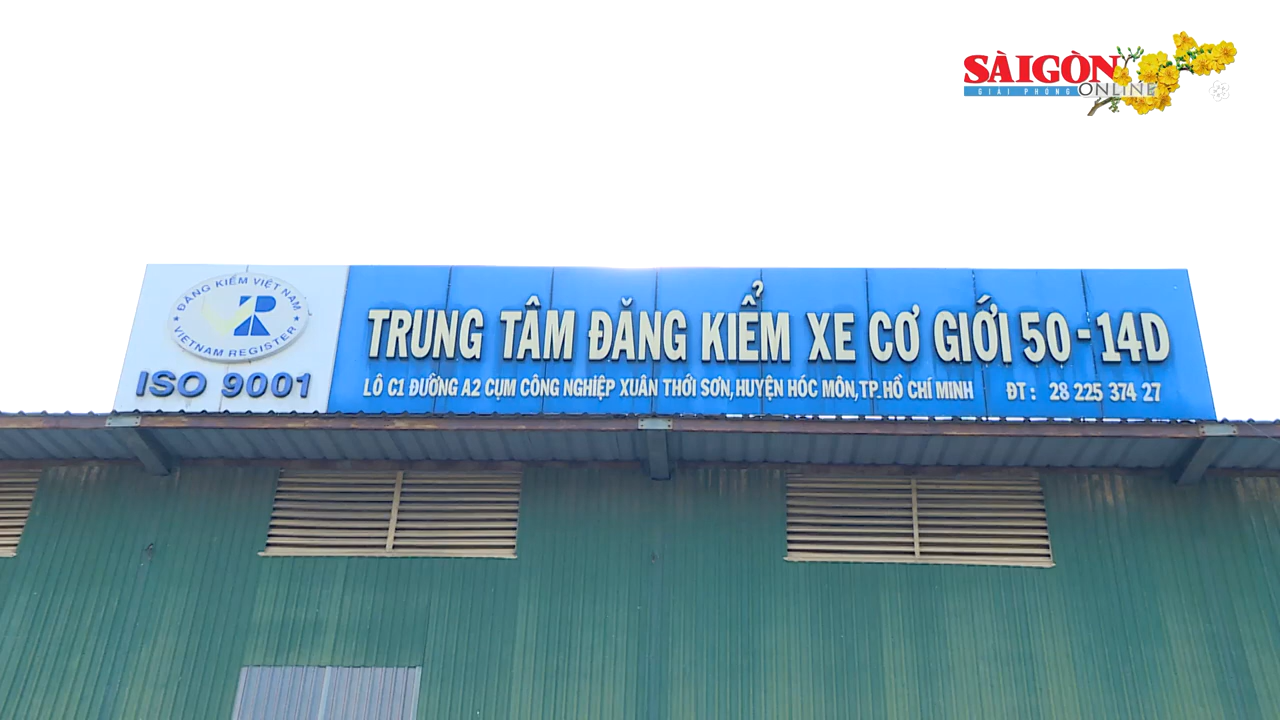 SÀIGÒN
GIẢI PHÓNG
ONLINE
ĐĂNG KIỂM VIỆT NAM
VR
VIETNAM REGISTER
ISO 9001
TRUNG TÂM ĐĂNG KIỂM XE CƠ GIỚI 50-14D
LÔ C1 ĐƯỜNG A2 CỤM CÔNG NGHIỆP XUÂN THỚI SƠN, HUYỆN HÓC MÔN, TP. HỒ CHÍ MINH ĐT: 28 225 374 27